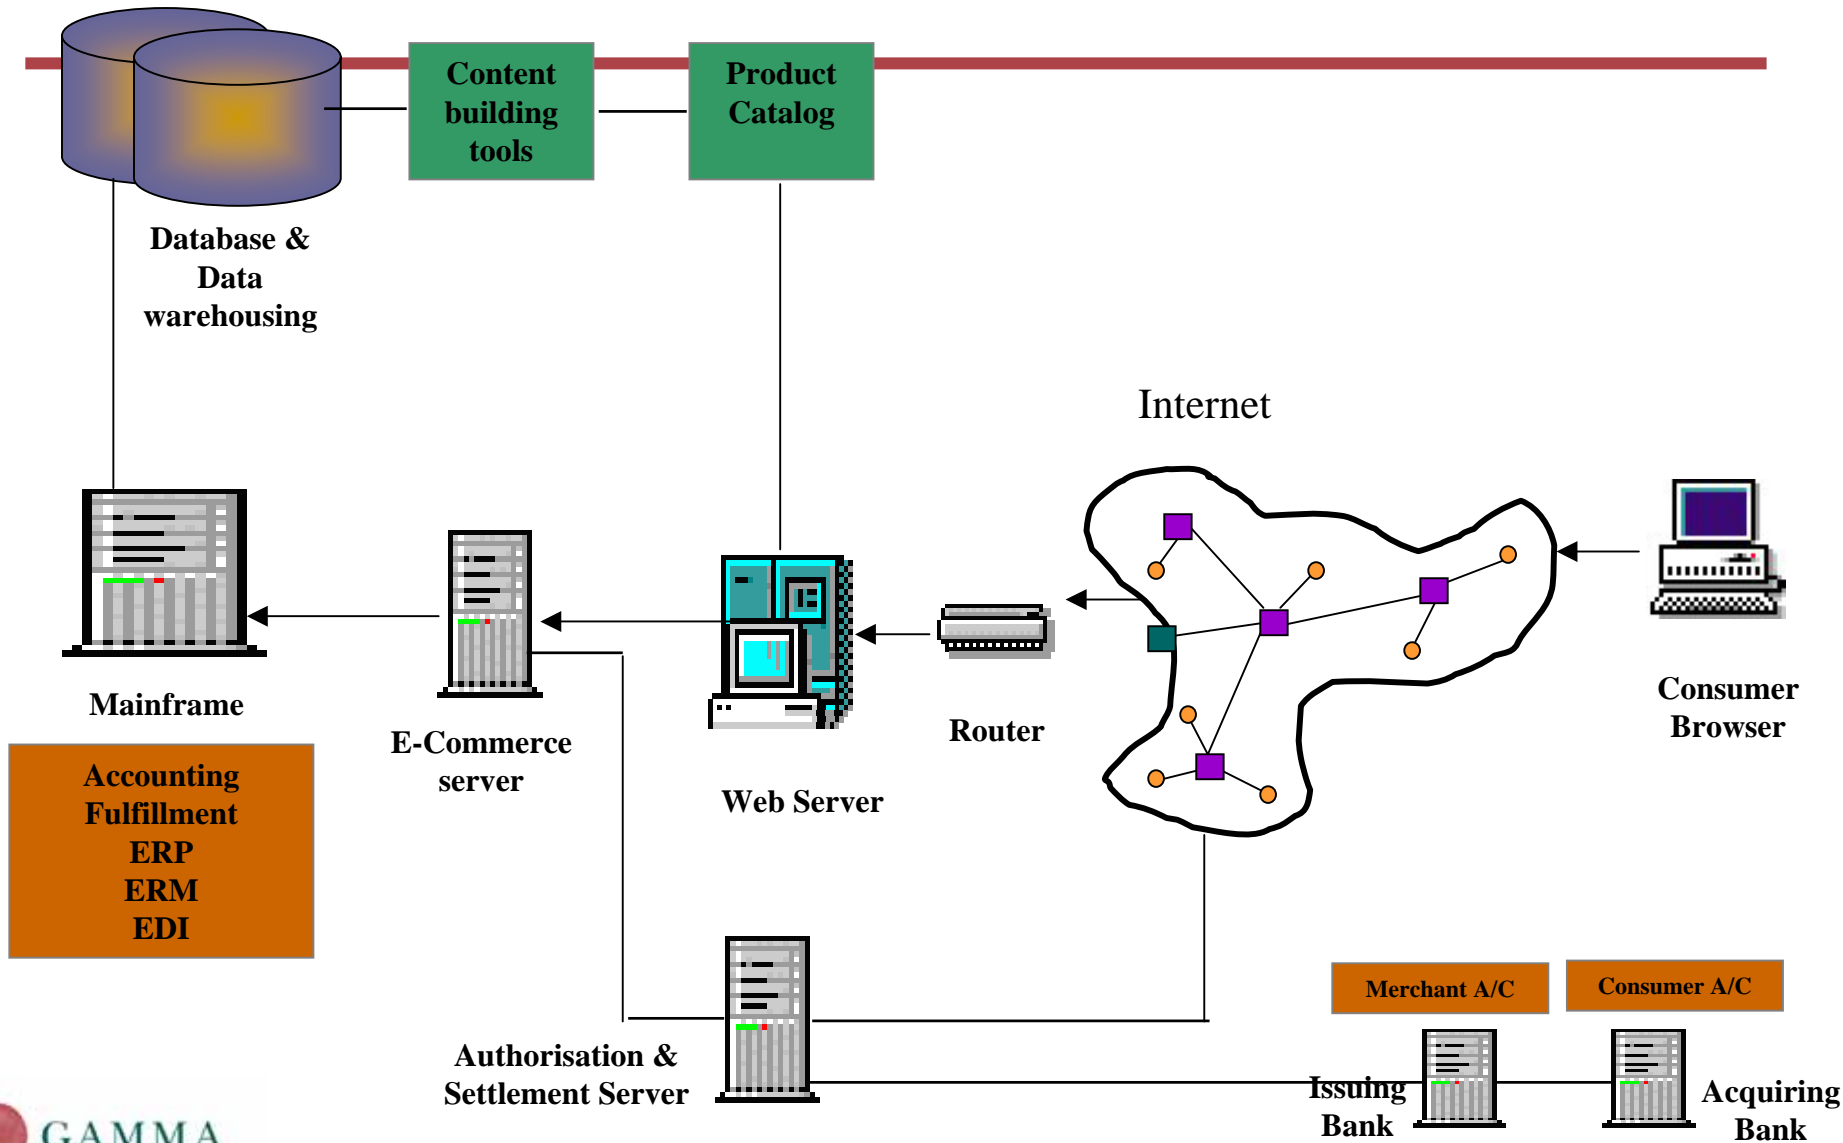 Content
building
tools
Product
Catalog
Database &
Data
warehousing
Internet
Mainframe
E-Commerce
server
Web Server
Router
Consumer
Browser
Accounting
Fulfillment
ERP
ERM
EDI
Merchant A/C
Consumer A/C
Authorisation &
Settlement Server
Issuing
Bank
Acquiring
Bank
GAMMA